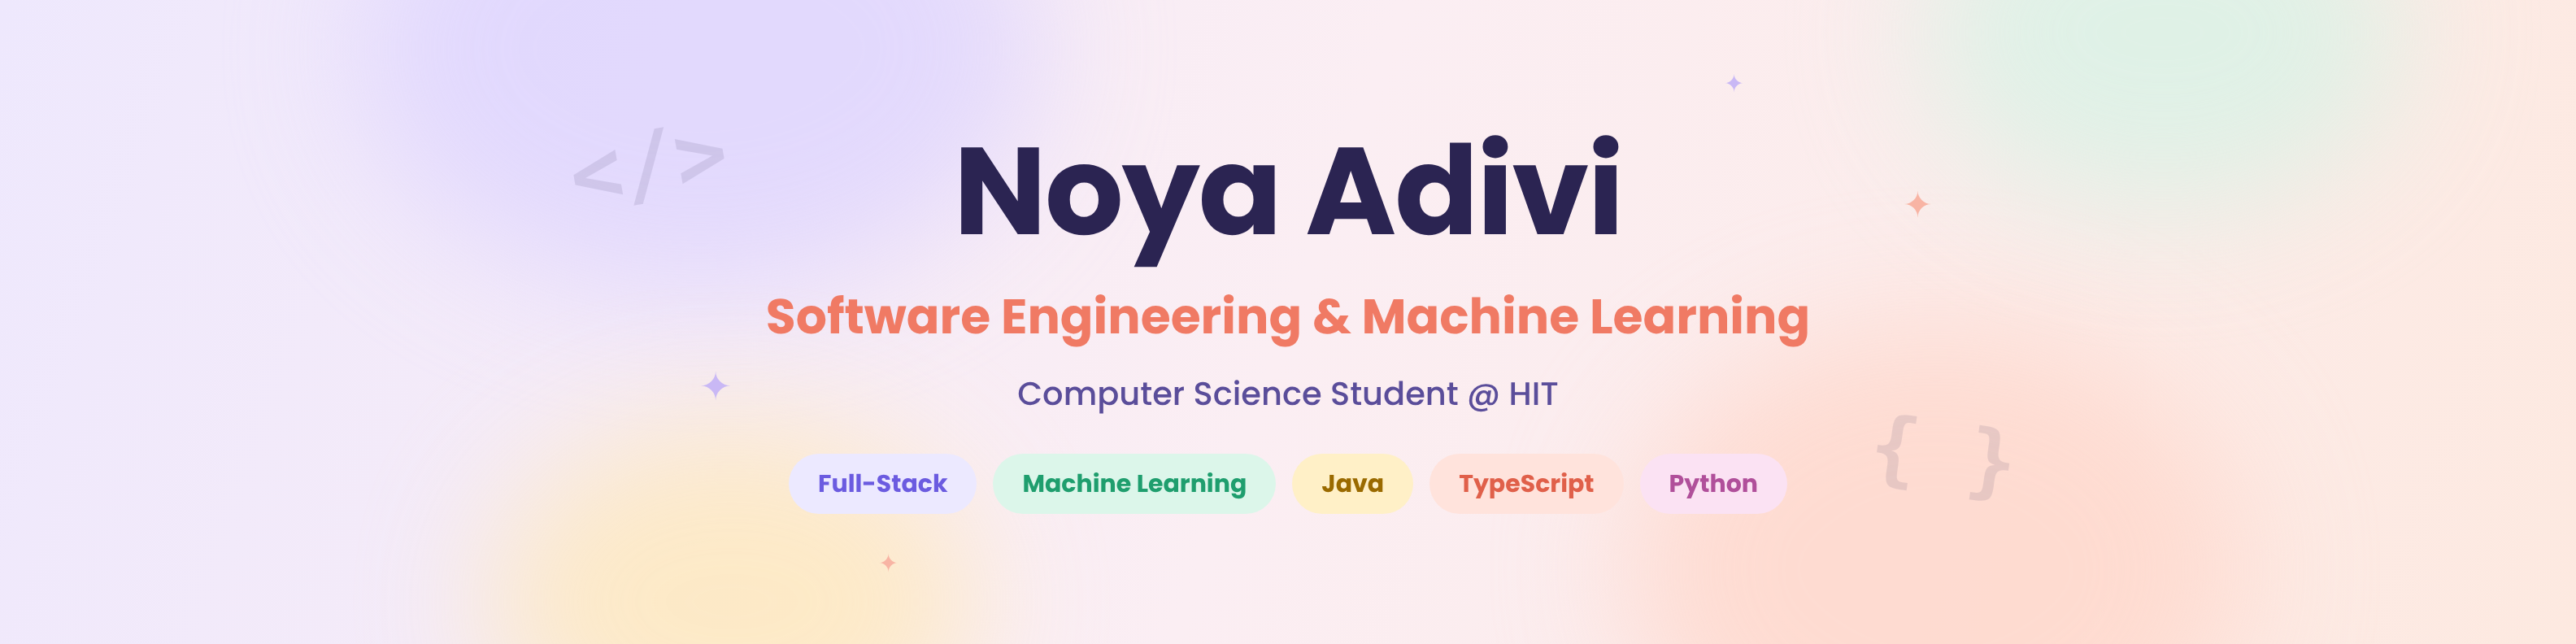 </>
Noya Adivi
Software Engineering & Machine Learning
Computer Science Student @ HIT
{ }
Full-Stack Machine Learning Java TypeScript Python